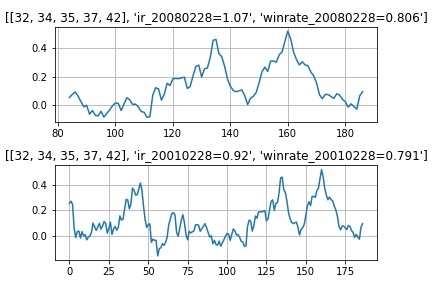 [[32, 34, 35, 37, 42], 'ir_20080228=1.07', 'winrate_20080228=0.806']
0.4
0.2
0.0
80 100 120 140 160 180
[[32, 34, 35, 37, 42], 'ir_20010228=0.92', 'winrate_20010228=0.791']
0.4
0.2
0.0
0 25 50 75 100 125 150 175